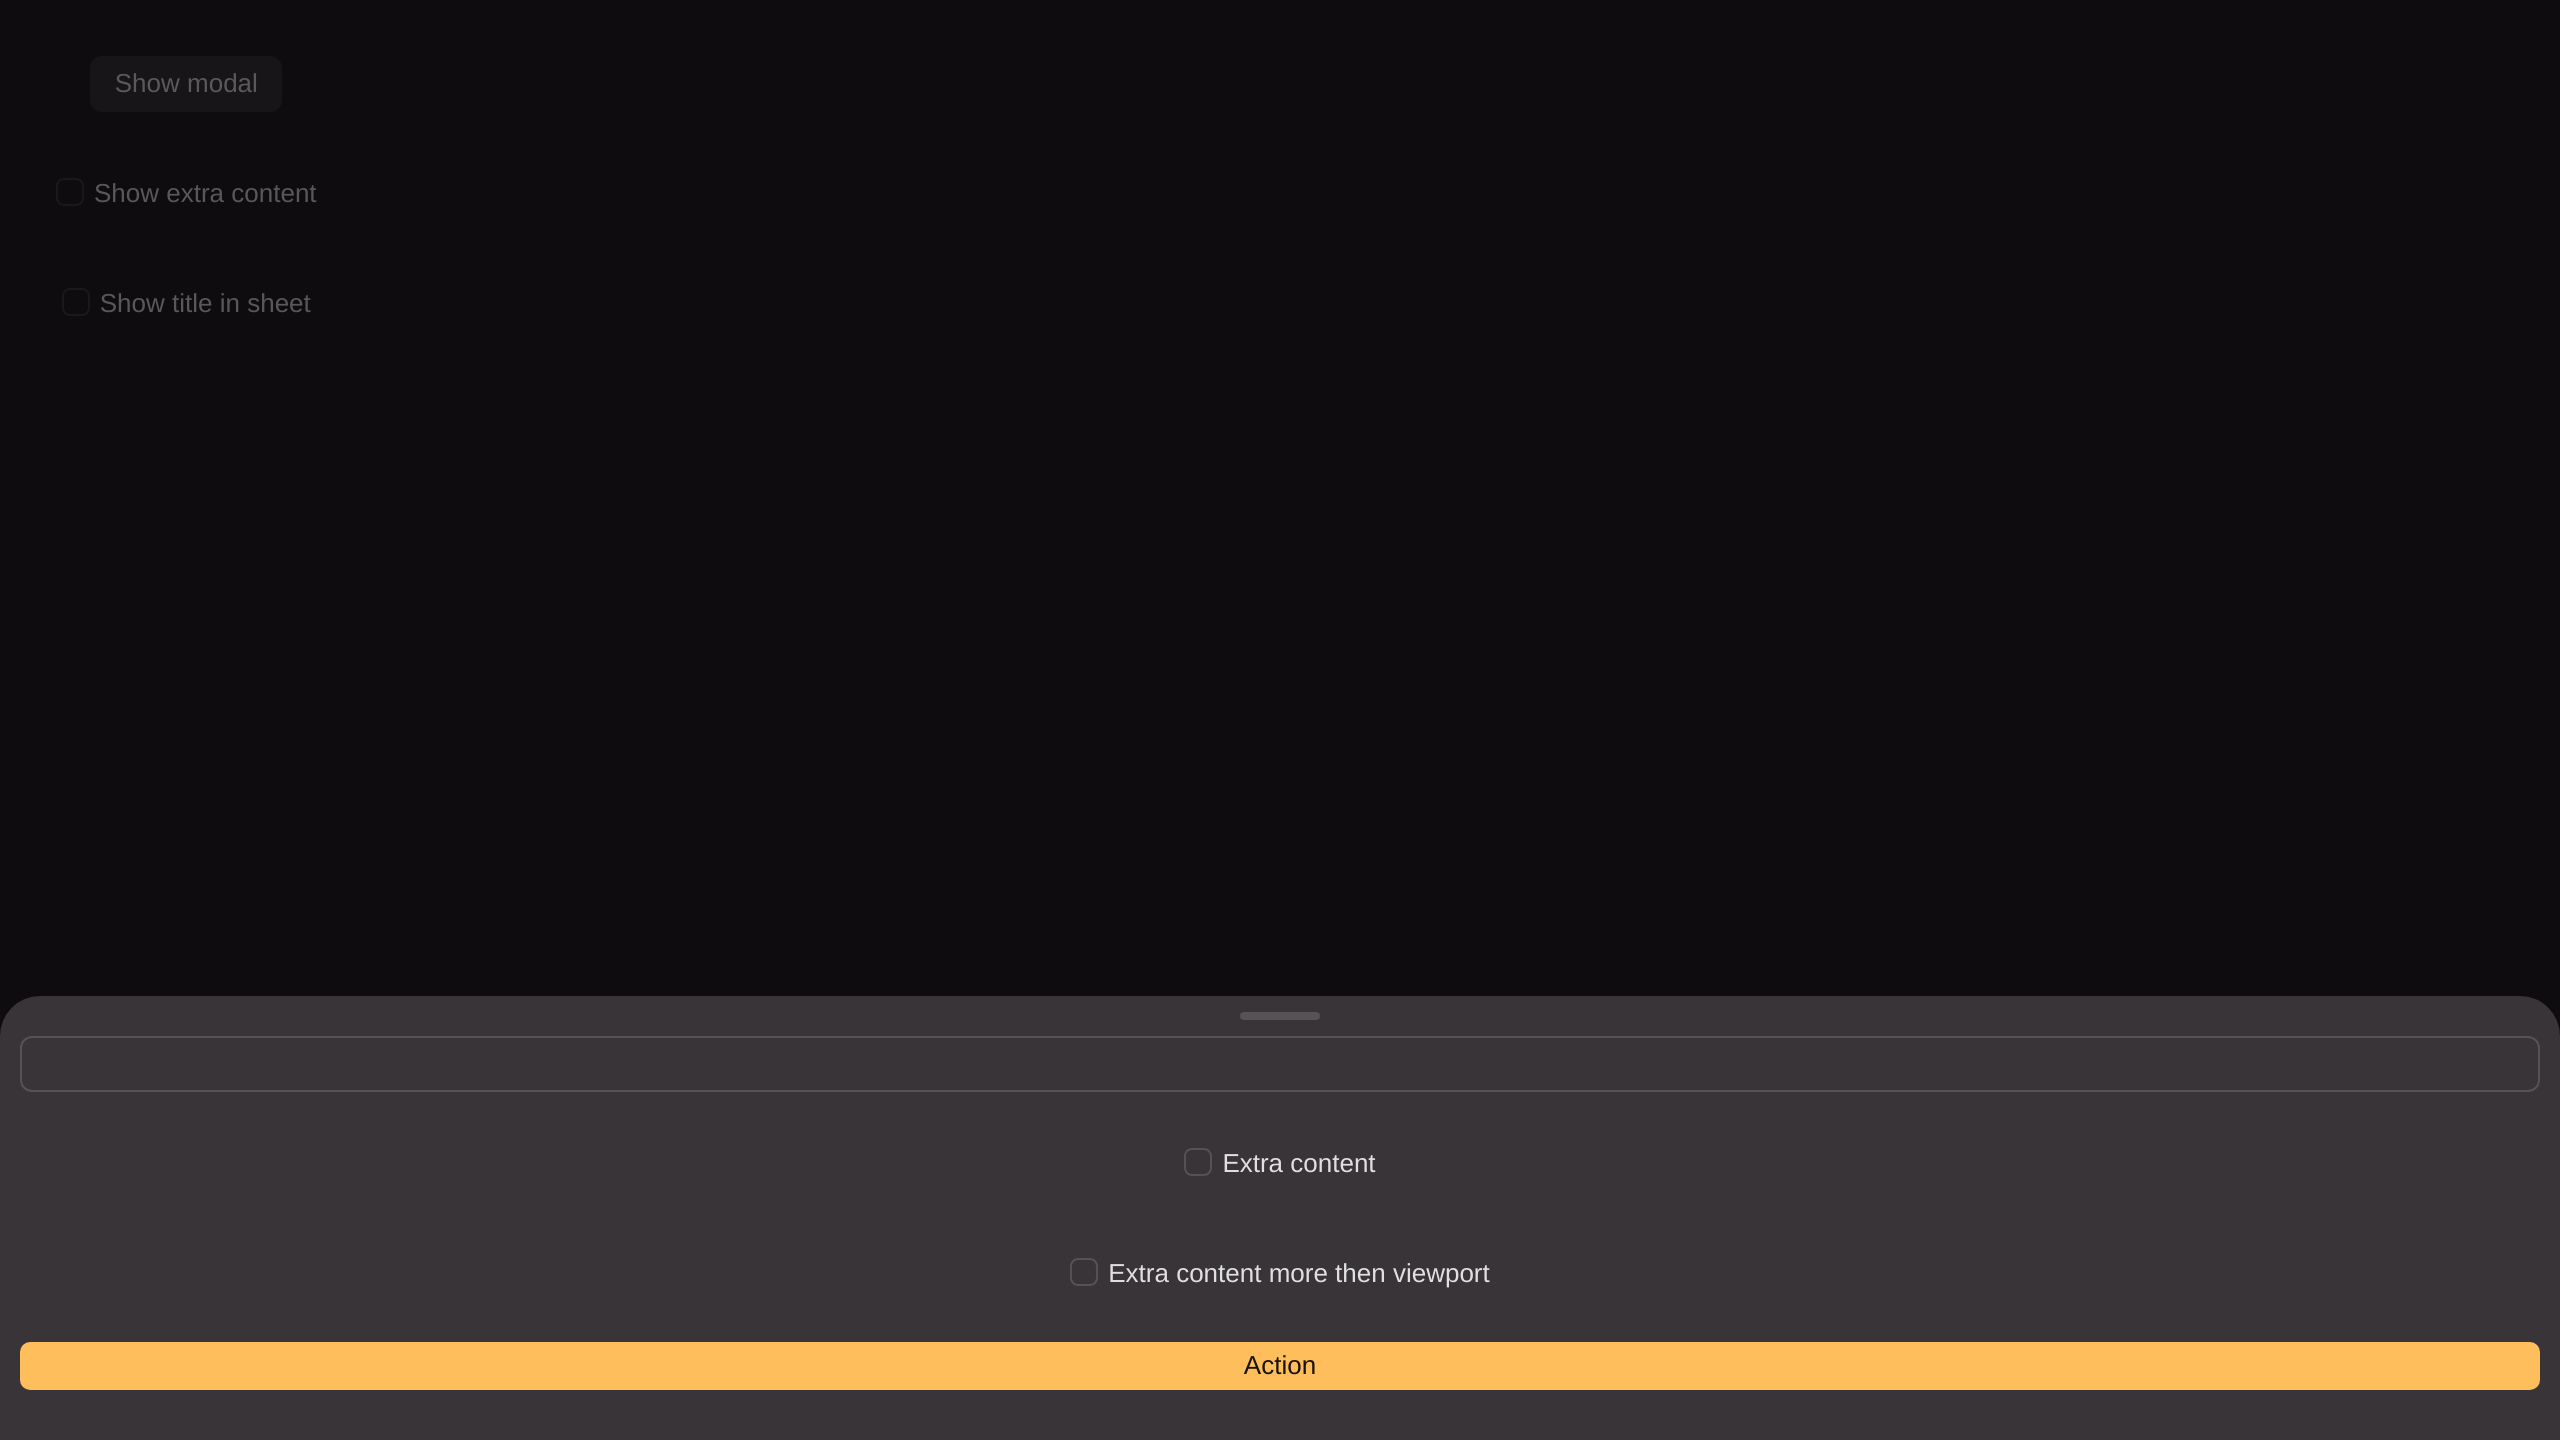 Show modal
Show extra content
Show title in sheet
Extra content
Extra content more then viewport
Action